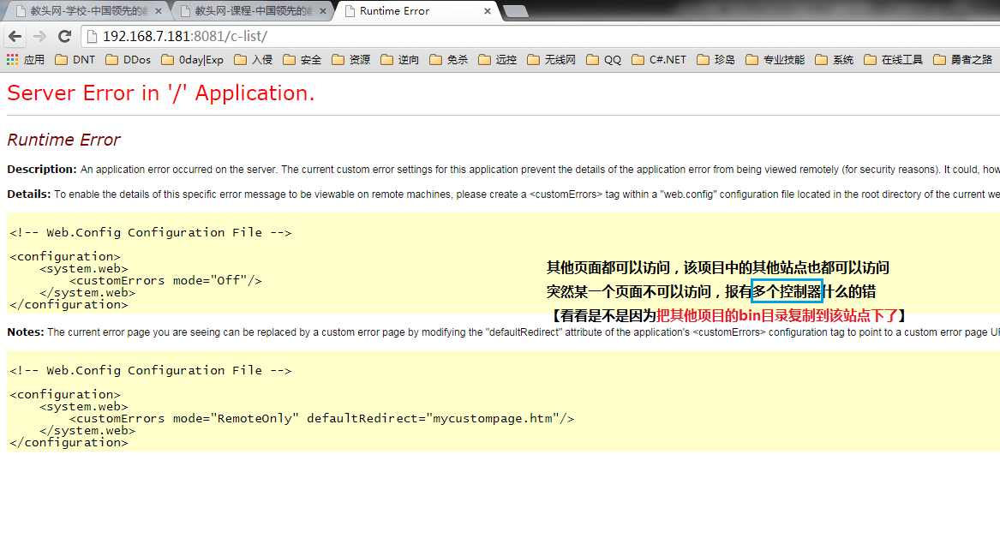 教头网-学校-中国领先的
教头网-课程-中国领先的
Runtime Error
192.168.7.181:8081/c-list/
应用 DNT DDos 0day|Exp 入侵 安全 资源 逆向 免杀 远控 无线网 QQ C#.NET 珍岛 专业技能 系统 在线工具 勇者之路
Server Error in '/' Application.
Runtime Error
Description: An application error occurred on the server. The current custom error settings for this application prevent the details of the application error from being viewed remotely (for security reasons). It could, how
Details: To enable the details of this specific error message to be viewable on remote machines, please create a <customErrors> tag within a "web.config" configuration file located in the root directory of the current we
<!-- Web.Config Configuration File -->
<configuration>
    <system.web>
        <customErrors mode="Off"/>
    </system.web>
</configuration>
其他页面都可以访问，该项目中的其他站点也都可以访问
突然某一个页面不可以访问，报有多个控制器什么的错
【看看是不是因为把其他项目的bin目录复制到该站点下了】
Notes: The current error page you are seeing can be replaced by a custom error page by modifying the "defaultRedirect" attribute of the application's <customErrors> configuration tag to point to a custom error page UR
<!-- Web.Config Configuration File -->
<configuration>
    <system.web>
        <customErrors mode="RemoteOnly" defaultRedirect="mycustompage.htm"/>
    </system.web>
</configuration>